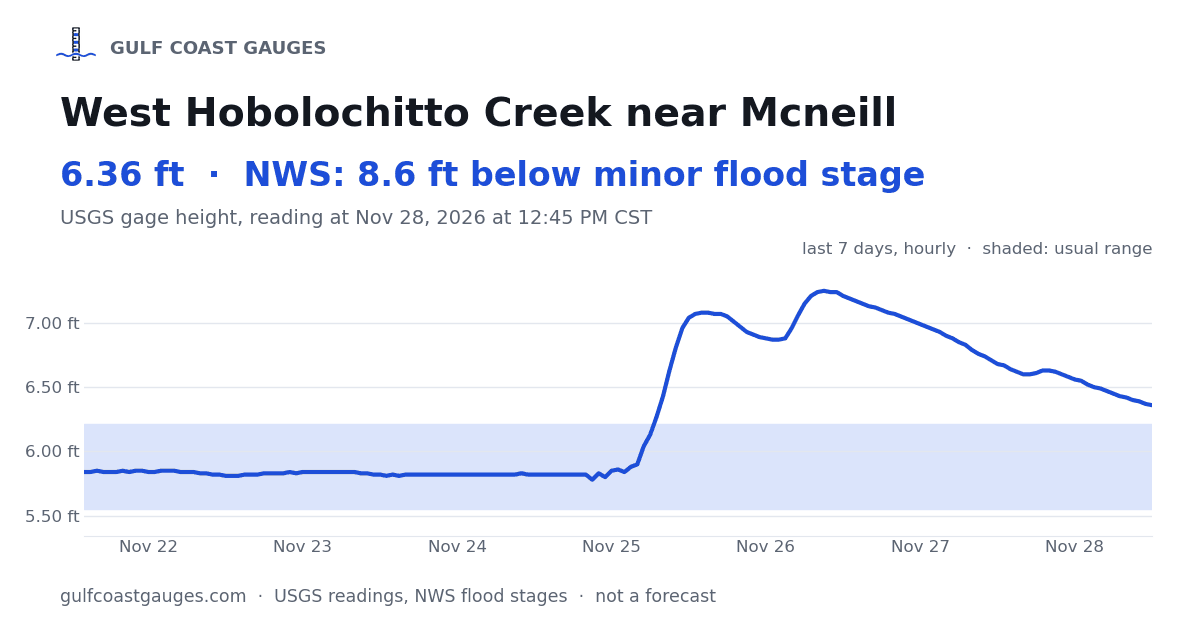 GULF COAST GAUGES
West Hobolochitto Creek near Mcneill
6.36 ft · NWS: 8.6 ft below minor flood stage
USGS gage height, reading at Nov 28, 2026 at 12:45 PM CST
last 7 days, hourly · shaded: usual range
7.00 ft
6.50 ft
6.00 ft
5.50 ft
Nov 22 Nov 23 Nov 24 Nov 25 Nov 26 Nov 27 Nov 28
gulfcoastgauges.com · USGS readings, NWS flood stages · not a forecast